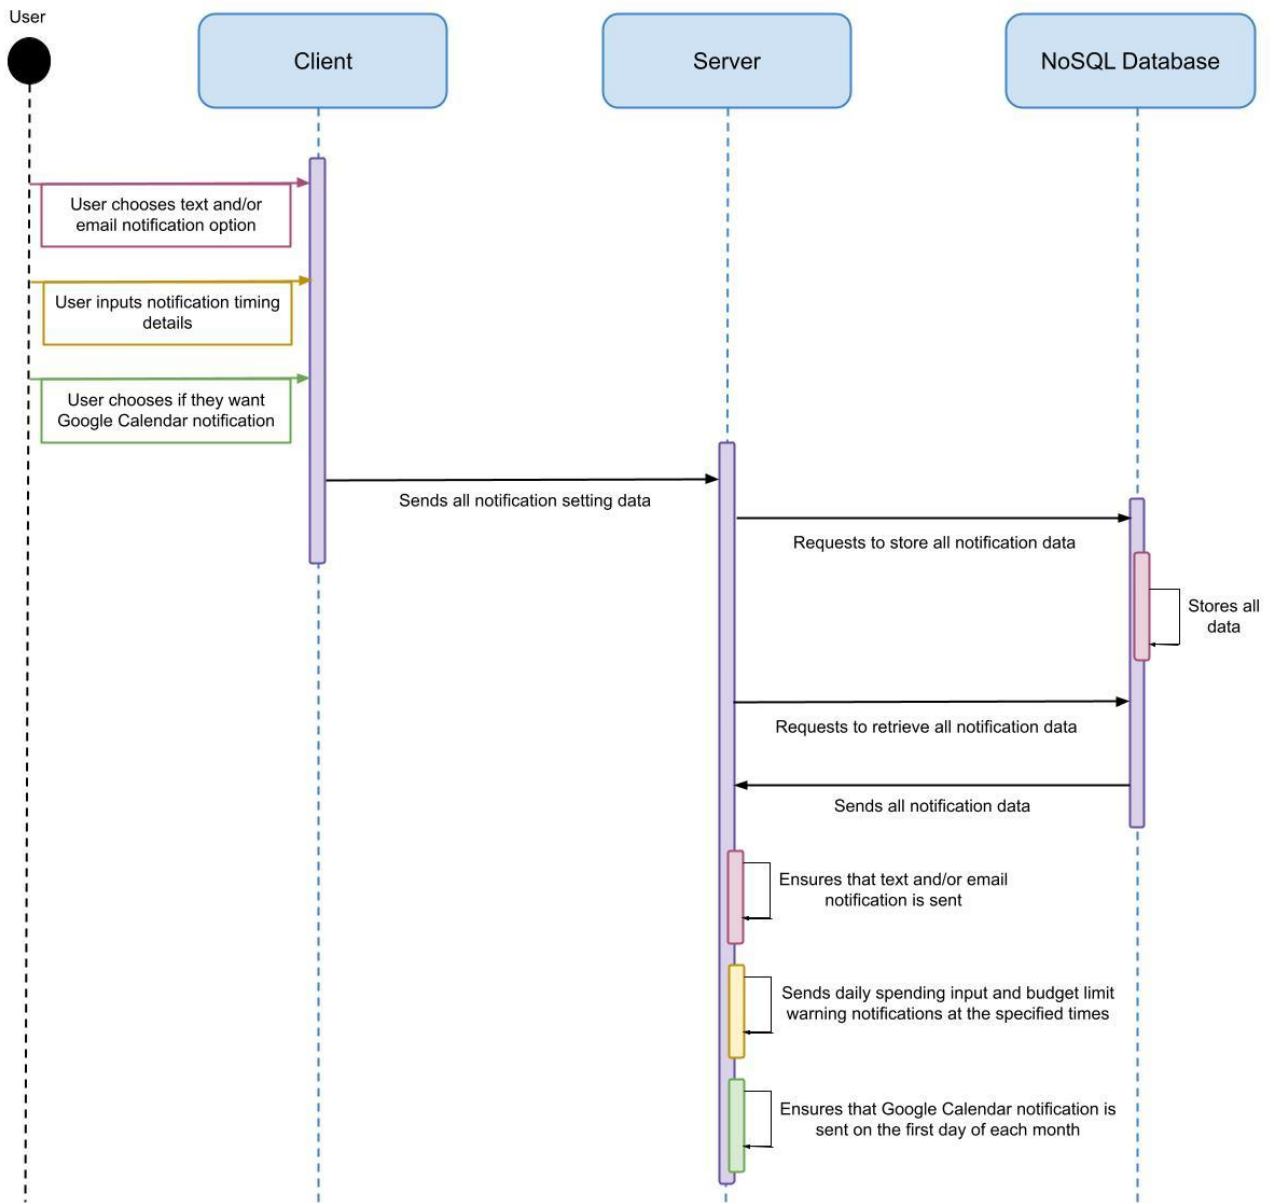 User
Client
Server
NoSQL Database
User chooses text and/or
email notification option
User inputs notification timing
details
User chooses if they want
Google Calendar notification
Sends all notification setting data
Requests to store all notification data
Stores all
data
Requests to retrieve all notification data
Sends all notification data
Ensures that text and/or email
notification is sent
Sends daily spending input and budget limit
warning notifications at the specified times
Ensures that Google Calendar notification is
sent on the first day of each month